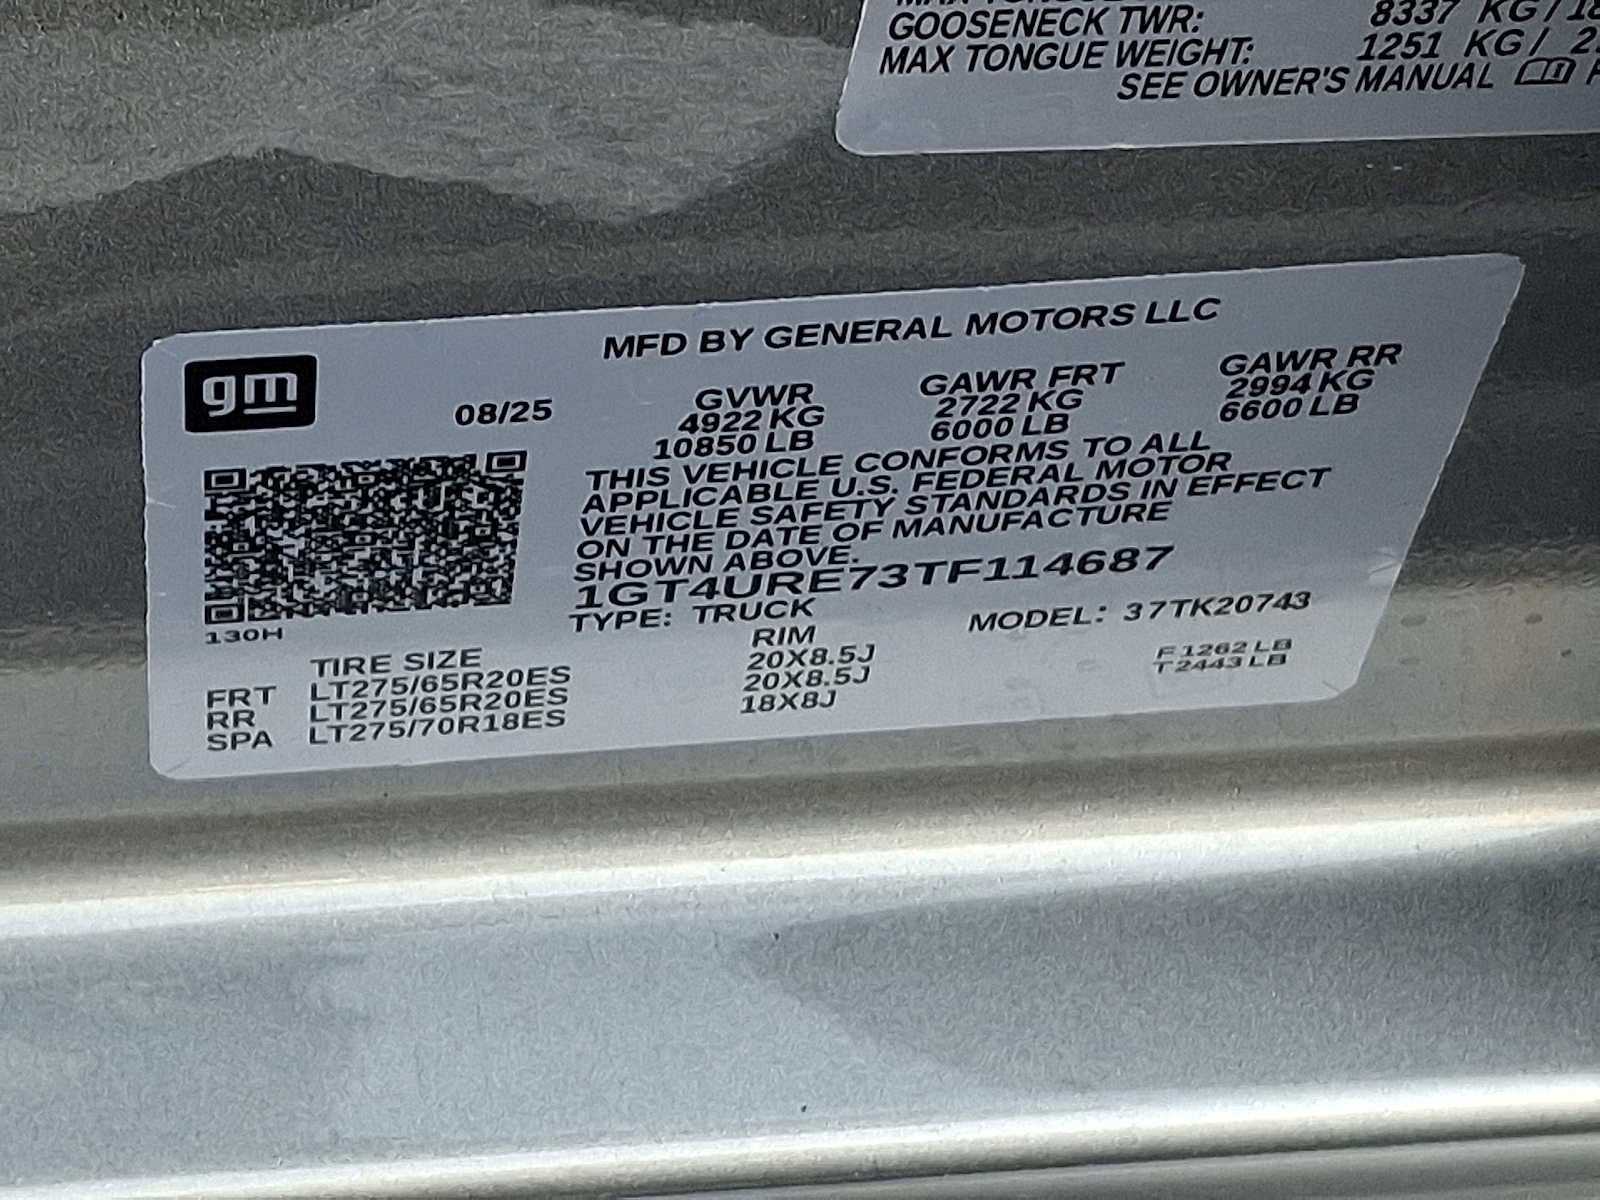 GOOSENECK TWR: 8337 KG/18
MAX TONGUE WEIGHT: 1251 KG/ 2
SEE OWNER'S MANUAL
MFD BY GENERAL MOTORS LLC
gm
08/25
GVWR GAWR FRT GAWR RR
4922 KG 2722 KG 2994 KG
10850 LB 6000 LB 6600 LB
THIS VEHICLE CONFORMS TO ALL
APPLICABLE U.S. FEDERAL MOTOR
VEHICLE SAFETY STANDARDS IN EFFECT
ON THE DATE OF MANUFACTURE
SHOWN ABOVE.
1GT4URE73TF114687
TYPE: TRUCK MODEL: 37TK20743
130H
TIRE SIZE RIM
FRT LT275/65R20ES 20X8.5J
RR LT275/65R20ES 20X8.5J
SPA LT275/70R18ES 18X8J
F 1262 LB
T 2443 LB